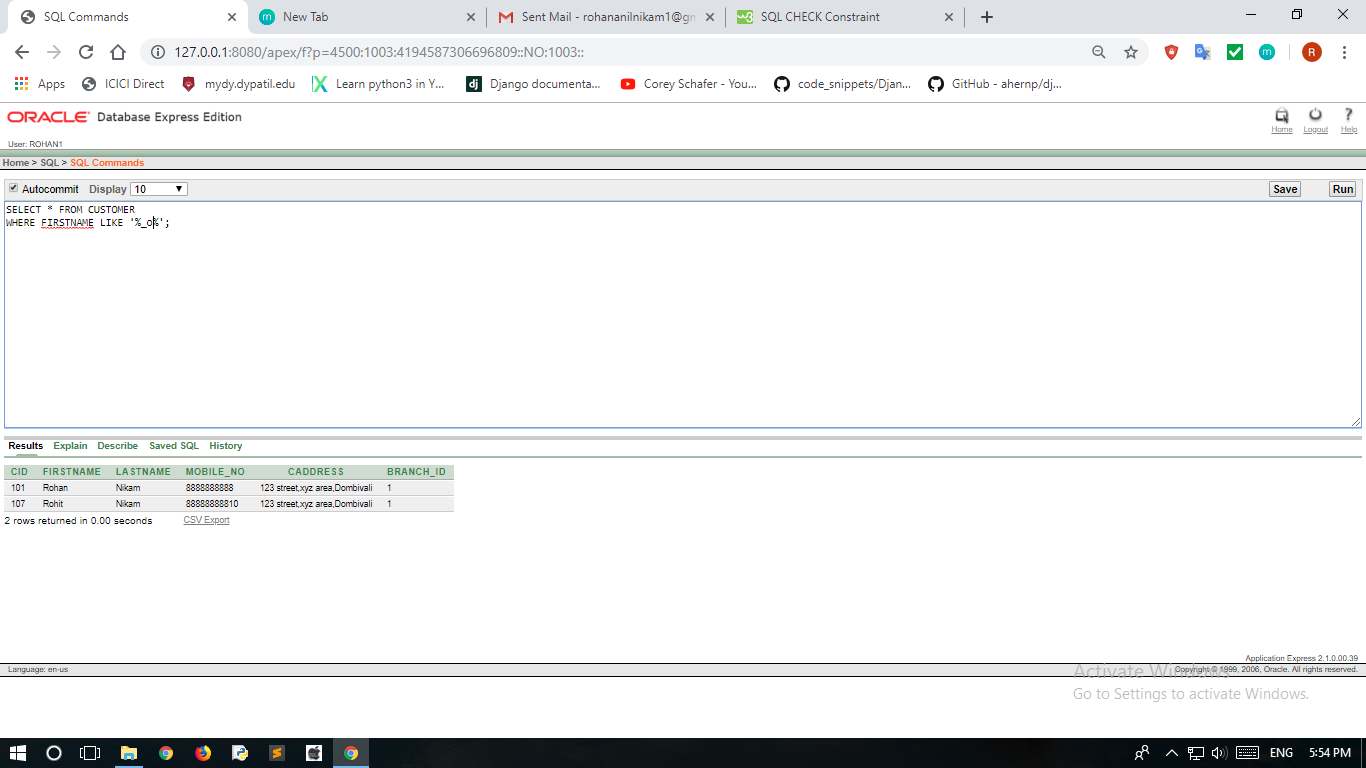 SQL Commands
New Tab
Sent Mail - rohananilnikam1@gm
SQL CHECK Constraint
127.0.0.1:8080/apex/f?p=4500:1003:4194587306696809::NO:1003::
Apps ICICI Direct mydy.dypatil.edu Learn python3 in Y... dj Django documenta... Corey Schafer - You... code_snippets/Djan... GitHub - ahernp/dj...
ORACLE Database Express Edition
Home Logout Help
User: ROHAN1
Home > SQL > SQL Commands
Autocommit Display 10 Save Run
SELECT * FROM CUSTOMER
WHERE FIRSTNAME LIKE '%_o%';
Results Explain Describe Saved SQL History
CID FIRSTNAME LASTNAME MOBILE_NO CADDRESS BRANCH_ID
101 Rohan Nikam 8888888888 123 street,xyz area,Dombivali 1
107 Rohit Nikam 88888888810 123 street,xyz area,Dombivali 1
2 rows returned in 0.00 seconds CSV Export
Application Express 2.1.0.00.39
Language: en-us Copyright © 1999, 2006, Oracle. All rights reserved.
Activate Windows
Go to Settings to activate Windows.
ENG 5:54 PM